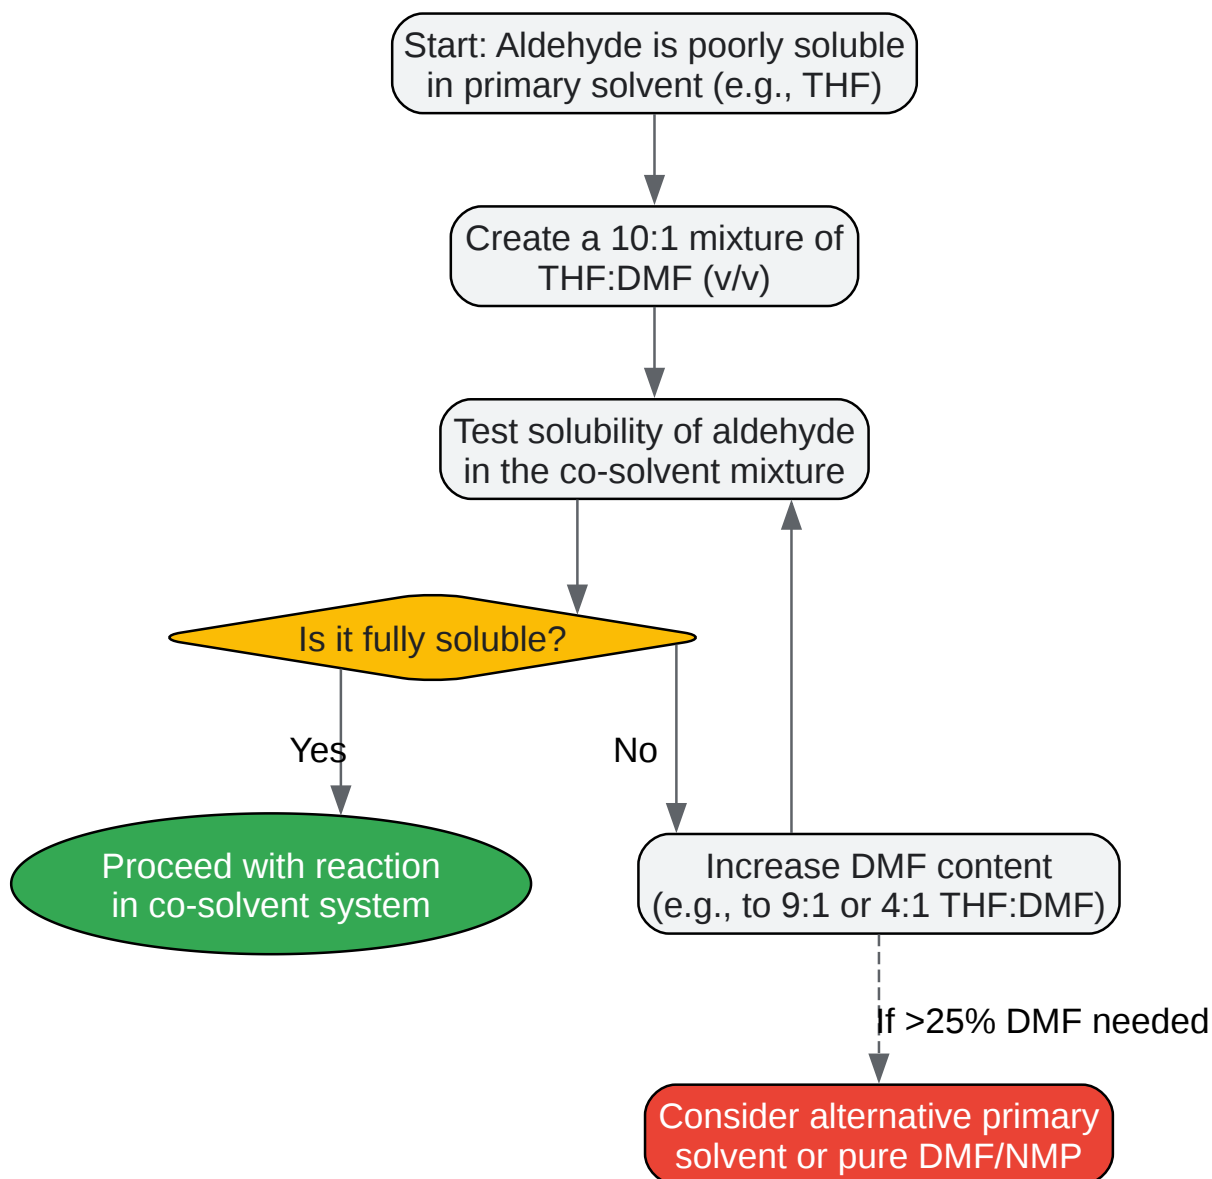 Start: Aldehyde is poorly soluble
in primary solvent (e.g., THF)
Create a 10:1 mixture of
THF:DMF (v/v)
Test solubility of aldehyde
in the co-solvent mixture
Is it fully soluble?
Yes
No
Proceed with reaction
in co-solvent system
Increase DMF content
(e.g., to 9:1 or 4:1 THF:DMF)
If >25% DMF needed
Consider alternative primary
solvent or pure DMF/NMP